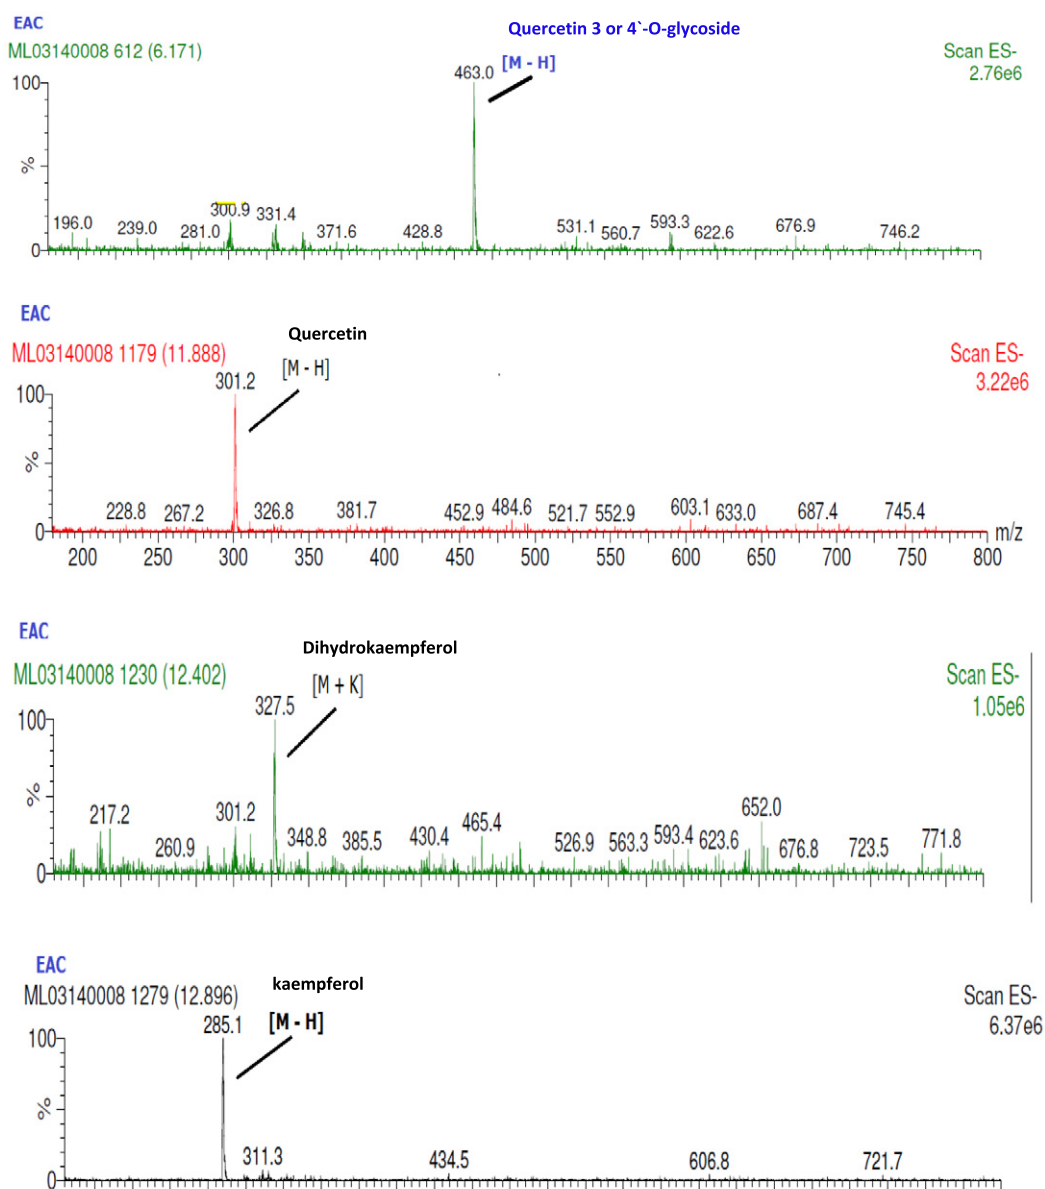 EAC
Quercetin 3 or 4`-O-glycoside
ML03140008 612 (6.171)
Scan ES-
2.76e6
[M - H]
463.0
100
%
0
196.0 239.0 281.0 300.9 331.4 371.6 428.8 531.1 560.7 593.3 622.6 676.9 746.2
EAC
Quercetin
ML03140008 1179 (11.888)
Scan ES-
3.22e6
[M - H]
301.2
100
%
0
228.8 267.2 326.8 381.7 452.9 484.6 521.7 552.9 603.1 633.0 687.4 745.4
m/z
200 250 300 350 400 450 500 550 600 650 700 750 800
EAC
Dihydrokaempferol
ML03140008 1230 (12.402)
Scan ES-
1.05e6
[M + K]
327.5
100
%
0
217.2 260.9 301.2 348.8 385.5 430.4 465.4 526.9 563.3 593.4 623.6 652.0 676.8 723.5 771.8
EAC
kaempferol
ML03140008 1279 (12.896)
Scan ES-
6.37e6
[M - H]
285.1
100
%
0
311.3 434.5 606.8 721.7